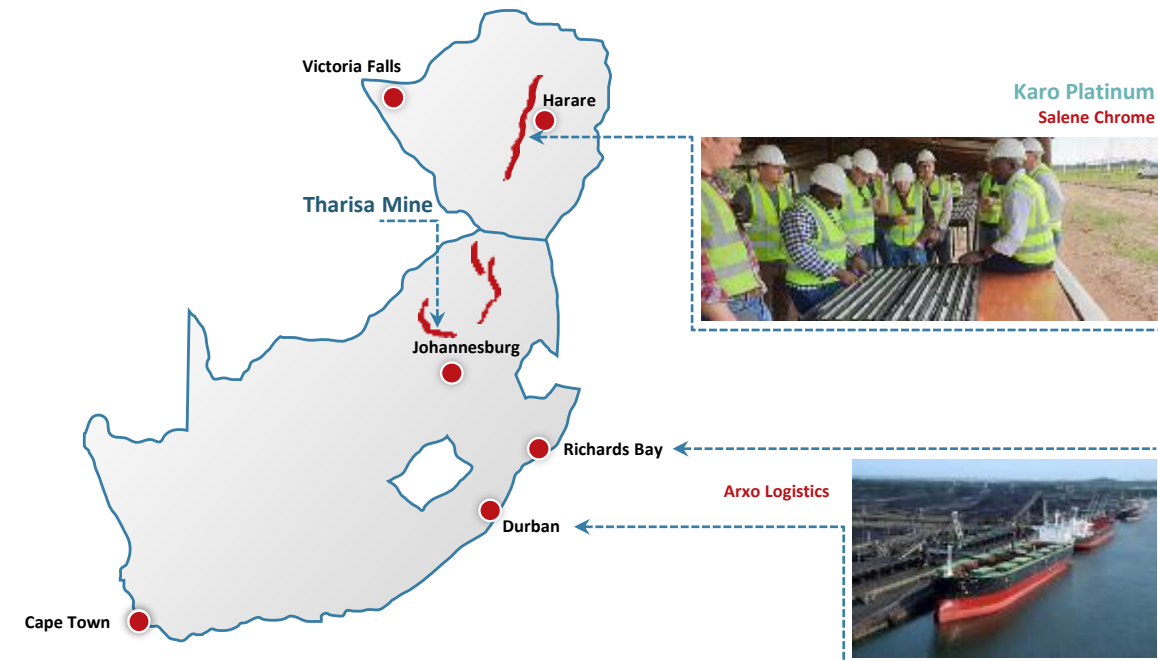 Victoria Falls
Harare
Karo Platinum
Salene Chrome
Tharisa Mine
Johannesburg
Richards Bay
Arxo Logistics
Durban
Cape Town